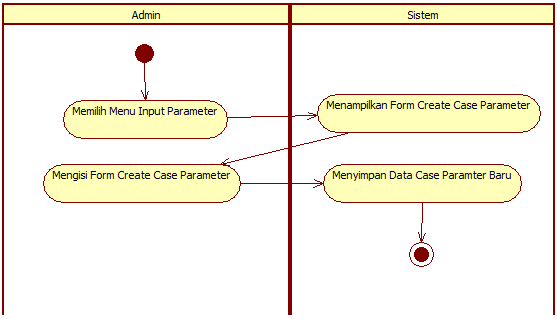 Admin
Sistem
Memilih Menu Input Parameter
Menampilkan Form Create Case Parameter
Mengisi Form Create Case Parameter
Menyimpan Data Case Paramter Baru